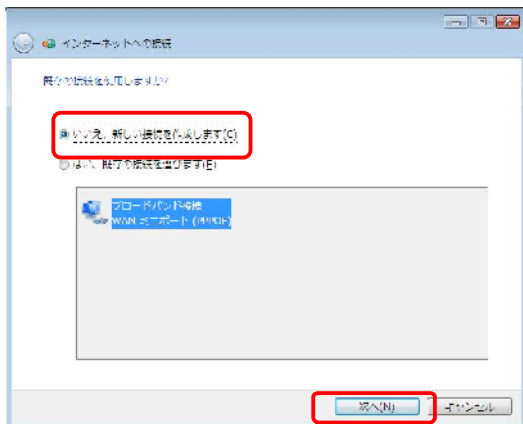 インターネットへの接続
既存の接続を使用しますか?
いいえ、新しい接続を作成します(C)
はい、既存の接続を選びます(E)
ブロードバンド接続
WAN ミニポート (PPPOE)
次へ(N)
キャンセル